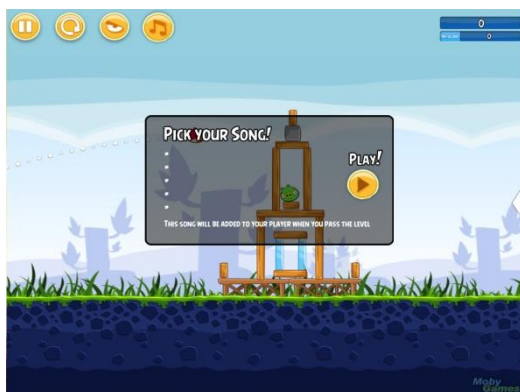 0
0
PICK YOUR SONG!
PLAY!
THIS SONG WILL BE ADDED TO YOUR PLAYER WHEN YOU PASS THE LEVEL
Moby
Games